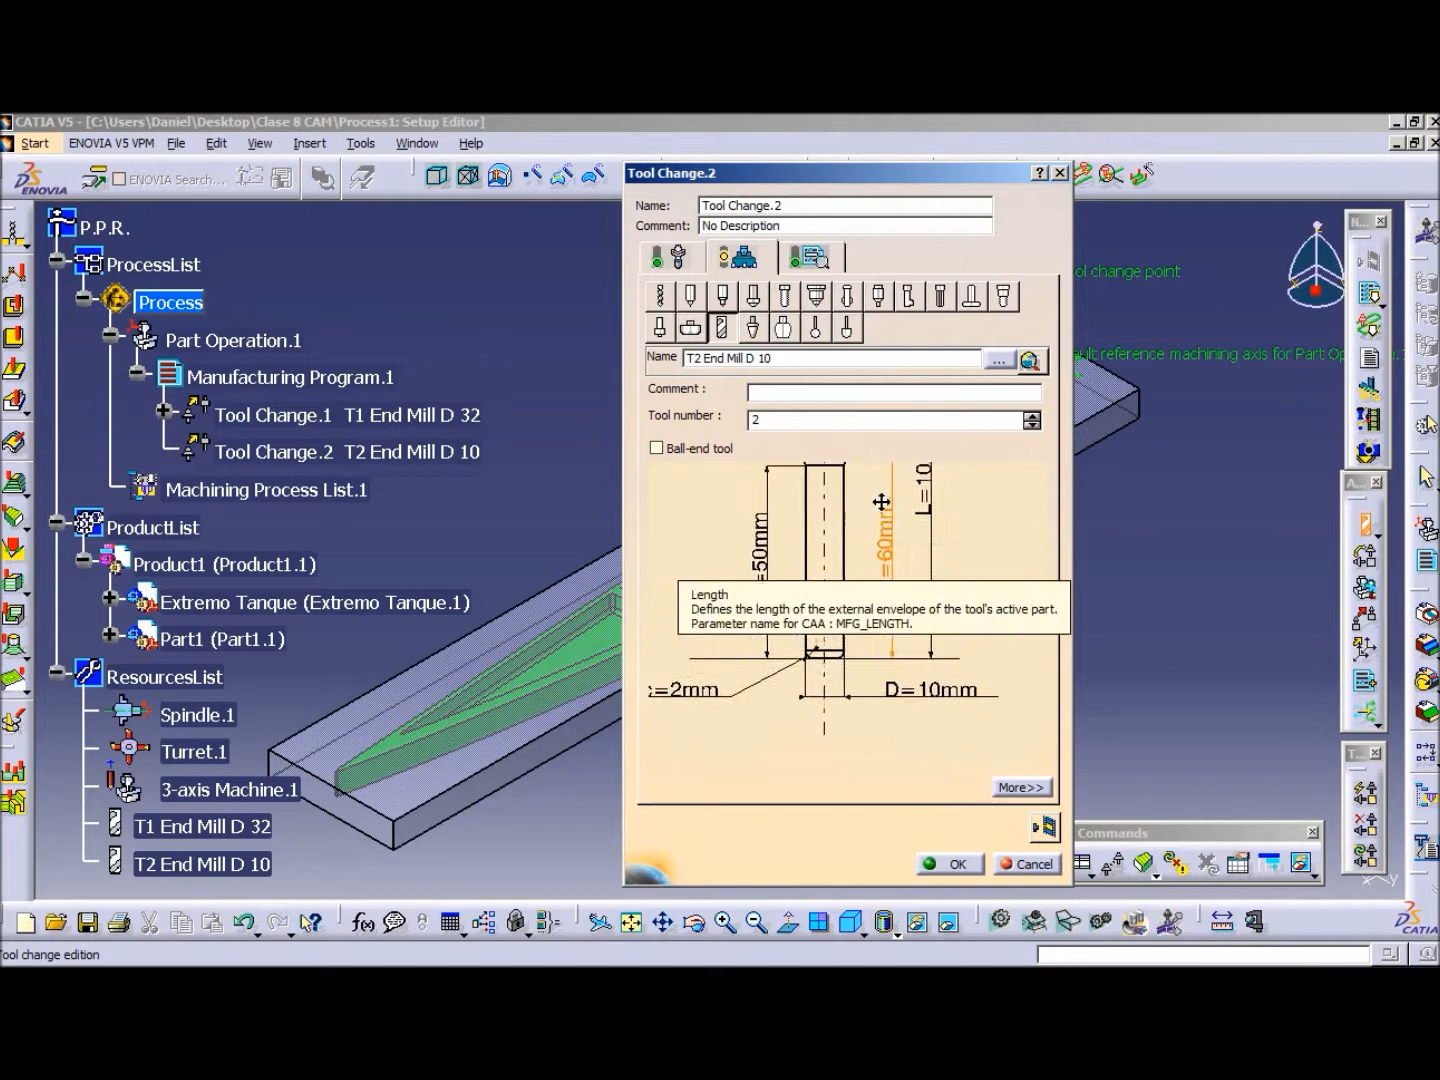 CATIA V5 - [C:\Users\Daniel\Desktop\Clase 8 CAM\Process1: Setup Editor]
Start ENOVIA V5 VPM File Edit View Insert Tools Window Help
ENOVIA
ENOVIA Search...
P.P.R.
ProcessList
Process
Part Operation.1
Manufacturing Program.1
Tool Change.1 T1 End Mill D 32
Tool Change.2 T2 End Mill D 10
Machining Process List.1
ProductList
Product1 (Product1.1)
Extremo Tanque (Extremo Tanque.1)
Part1 (Part1.1)
ResourcesList
Spindle.1
Turret.1
3-axis Machine.1
T1 End Mill D 32
T2 End Mill D 10
Tool Change.2
Name: Tool Change.2
Comment: No Description
Name T2 End Mill D 10
...
Comment :
Tool number : 2
Ball-end tool
=50mm
=60mm
L=10
Length
Defines the length of the external envelope of the tool's active part.
Parameter name for CAA : MFG_LENGTH.
:=2mm
D=10mm
More>>
OK Cancel
ol change point
ult reference machining axis for Part Operation.1
N...
A...
T...
Commands
f(x)
CATIA
ool change edition